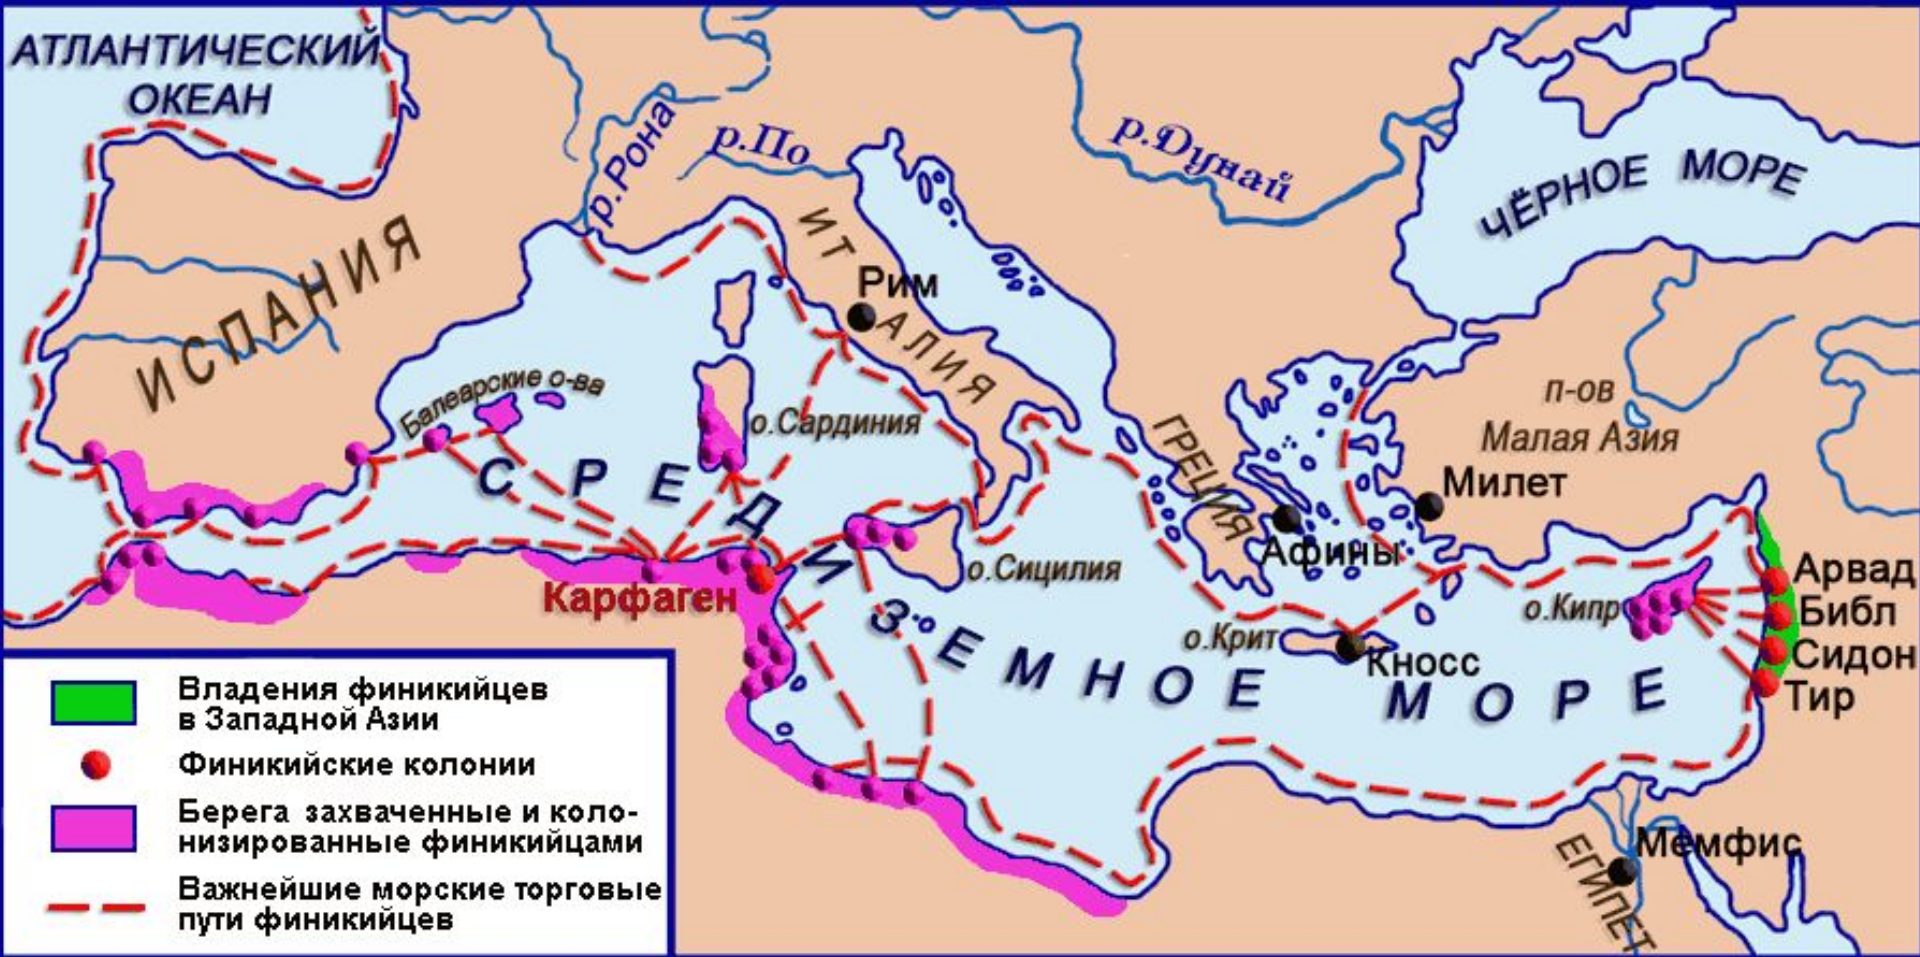 АТЛАНТИЧЕСКИЙ
ОКЕАН
р.Рона
р.По
р.Дунай
ЧЁРНОЕ МОРЕ
ИСПАНИЯ
ИТАЛИЯ
Рим
Балеарские о-ва
о.Сардиния
ГРЕЦИЯ
п-ов
Малая Азия
Милет
Афины
СРЕДИЗЕМНОЕ МОРЕ
о.Сицилия
Карфаген
о.Крит
Кносс
о.Кипр
Арвад
Библ
Сидон
Тир
Мемфис
ЕГИПЕТ
Владения финикийцев
в Западной Азии
Финикийские колонии
Берега захваченные и коло-
низированные финикийцами
Важнейшие морские торговые
пути финикийцев